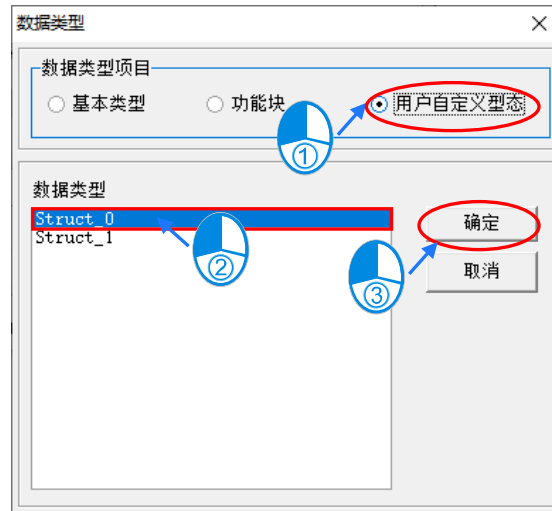 数据类型
数据类型项目
基本类型
功能块
用户自定义型态
①
数据类型
Struct_0
Struct_1
②
确定
③
取消